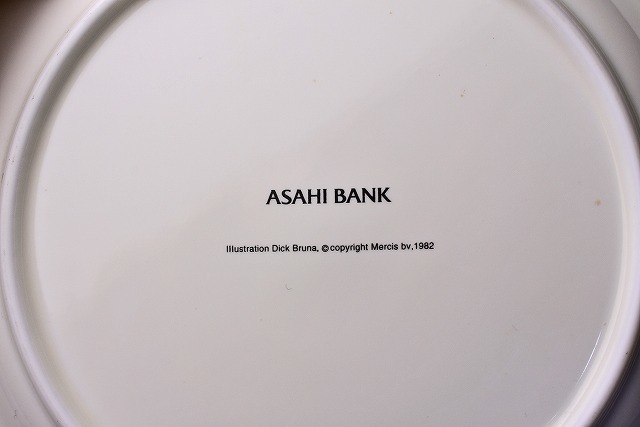 ASAHI BANK
Illustration Dick Bruna, © copyright Mercis bv,1982